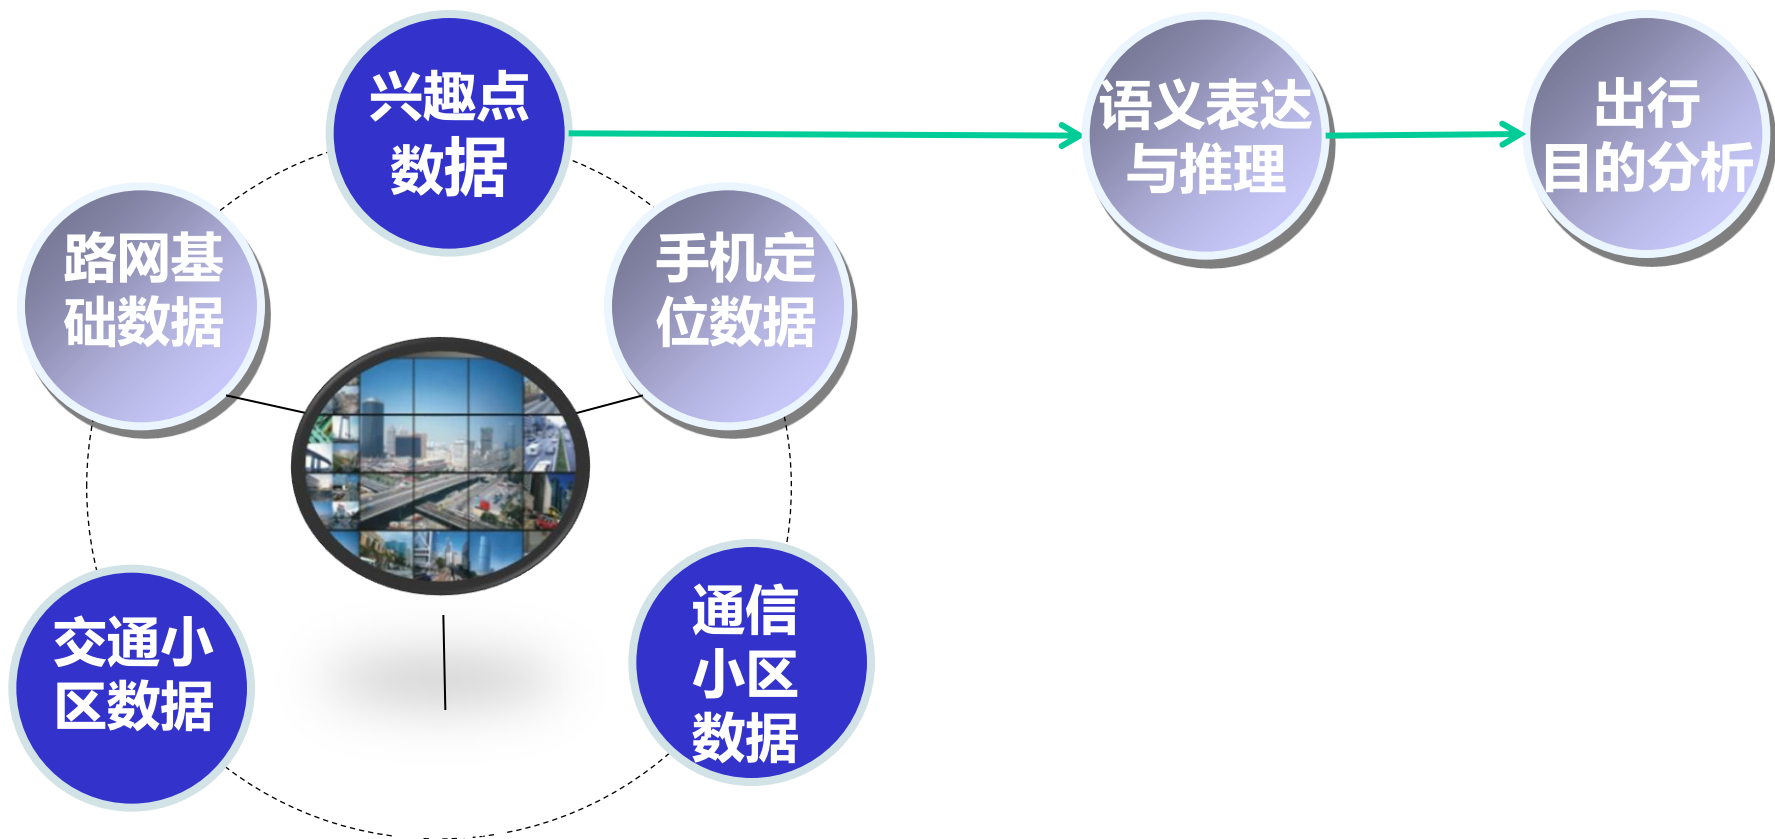 兴趣点
数据
语义表达
与推理
出行
目的分析
路网基
础数据
手机定
位数据
交通小
区数据
通信
小区
数据